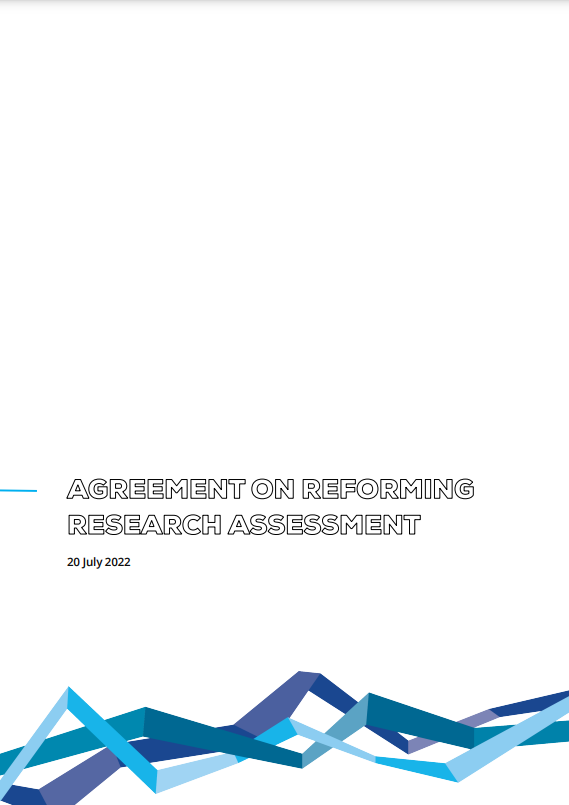 AGREEMENT ON REFORMING
RESEARCH ASSESSMENT
20 July 2022